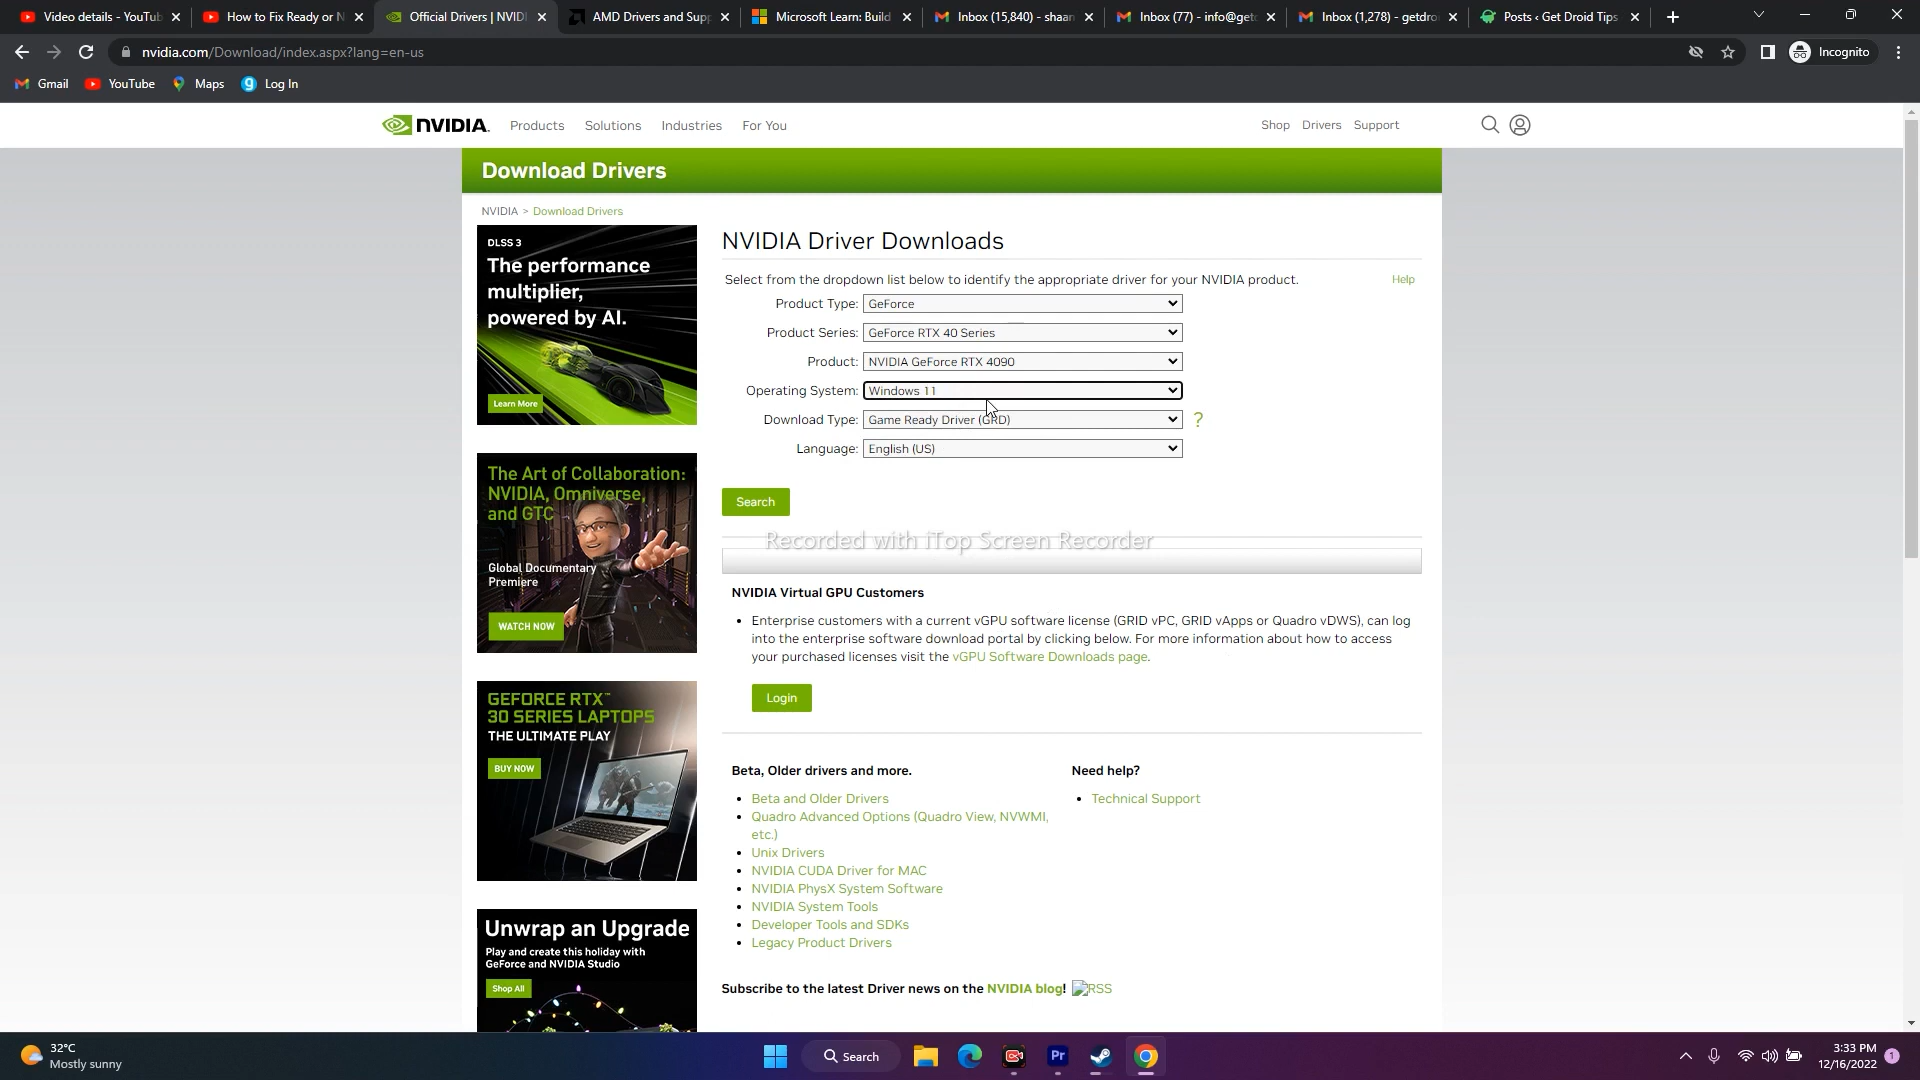 Video details - YouTub
How to Fix Ready or N
Official Drivers | NVIDI
AMD Drivers and Supp
Microsoft Learn: Build
Inbox (15,840) - shaan
Inbox (77) - info@getd
Inbox (1,278) - getdroi
Posts ‹ Get Droid Tips
nvidia.com/Download/index.aspx?lang=en-us
Incognito
Gmail
YouTube
Maps
Log In
NVIDIA.
Products
Solutions
Industries
For You
Shop
Drivers
Support
Download Drivers
NVIDIA > Download Drivers
DLSS 3
The performance
multiplier,
powered by AI.
Learn More
The Art of Collaboration:
NVIDIA, Omniverse,
and GTC
Global Documentary
Premiere
WATCH NOW
GEFORCE RTX™
30 SERIES LAPTOPS
THE ULTIMATE PLAY
BUY NOW
Unwrap an Upgrade
Play and create this holiday with
GeForce and NVIDIA Studio
Shop All
NVIDIA Driver Downloads
Select from the dropdown list below to identify the appropriate driver for your NVIDIA product.
Help
Product Type: GeForce
Product Series: GeForce RTX 40 Series
Product: NVIDIA GeForce RTX 4090
Operating System: Windows 11
Download Type: Game Ready Driver (GRD)
?
Language: English (US)
Search
Recorded with iTop Screen Recorder
NVIDIA Virtual GPU Customers
• Enterprise customers with a current vGPU software license (GRID vPC, GRID vApps or Quadro vDWS), can log
into the enterprise software download portal by clicking below. For more information about how to access
your purchased licenses visit the vGPU Software Downloads page.
Login
Beta, Older drivers and more.
• Beta and Older Drivers
• Quadro Advanced Options (Quadro View, NVWMI,
etc.)
• Unix Drivers
• NVIDIA CUDA Driver for MAC
• NVIDIA PhysX System Software
• NVIDIA System Tools
• Developer Tools and SDKs
• Legacy Product Drivers
Need help?
• Technical Support
Subscribe to the latest Driver news on the NVIDIA blog! RSS
32°C
Mostly sunny
Search
Pr
3:33 PM
12/16/2022
1